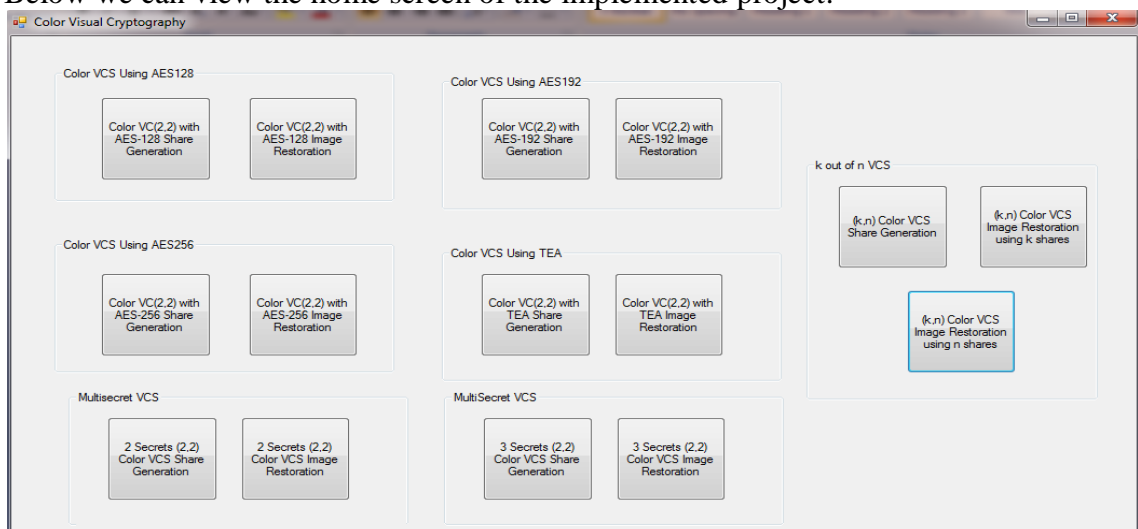 Below we can view the home screen of the implemented project:
Color Visual Cryptography
Color VCS Using AES128
Color VC(2,2) with
AES-128 Share
Generation
Color VC(2,2) with
AES-128 Image
Restoration
Color VCS Using AES192
Color VC(2,2) with
AES-192 Share
Generation
Color VC(2,2) with
AES-192 Image
Restoration
k out of n VCS
(k,n) Color VCS
Share Generation
(k,n) Color VCS
Image Restoration
using k shares
(k,n) Color VCS
Image Restoration
using n shares
Color VCS Using AES256
Color VC(2,2) with
AES-256 Share
Generation
Color VC(2,2) with
AES-256 Image
Restoration
Color VCS Using TEA
Color VC(2,2) with
TEA Share
Generation
Color VC(2,2) with
TEA Image
Restoration
Multisecret VCS
2 Secrets (2,2)
Color VCS Share
Generation
2 Secrets (2,2)
Color VCS Image
Restoration
MultiSecret VCS
3 Secrets (2,2)
Color VCS Share
Generation
3 Secrets (2,2)
Color VCS Image
Restoration